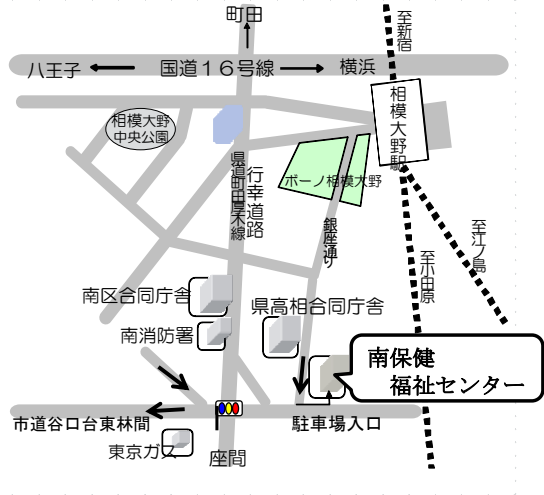 町田
至新宿
八王子
国道１６号線
横浜
相模大野駅
相模大野
中央公園
ボーノ相模大野
行幸道路
県道町田厚木線
銀座通り
至江ノ島
至小田原
南区合同庁舎
県高相合同庁舎
南消防署
南保健
福祉センター
市道谷口台東林間
駐車場入口
東京ガス
座間